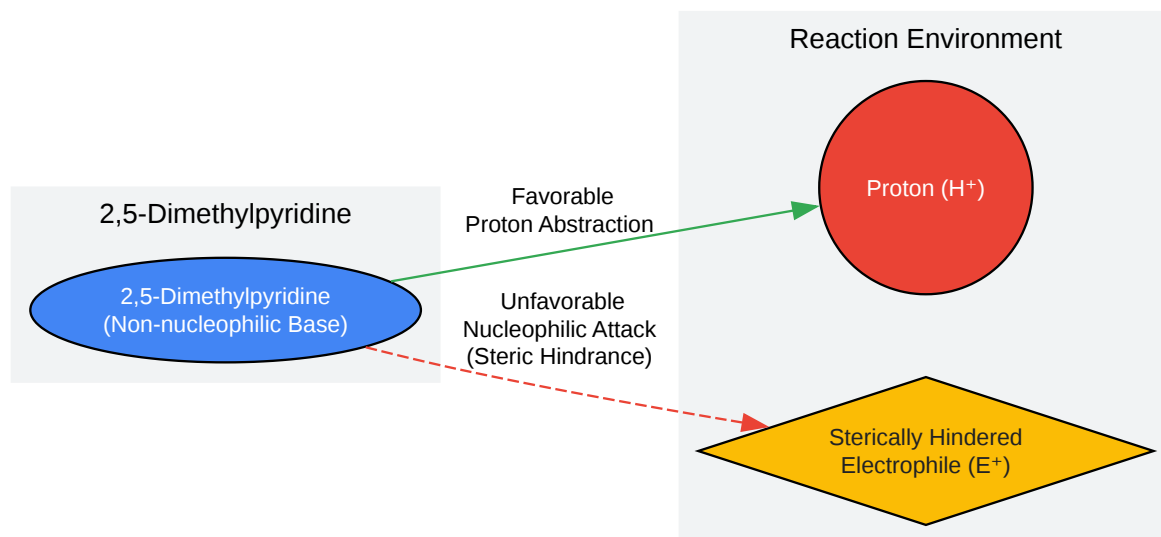 Reaction Environment
Proton (H⁺)
2,5-Dimethylpyridine
2,5-Dimethylpyridine
(Non-nucleophilic Base)
Favorable
Proton Abstraction
Unfavorable
Nucleophilic Attack
(Steric Hindrance)
Sterically Hindered
Electrophile (E⁺)